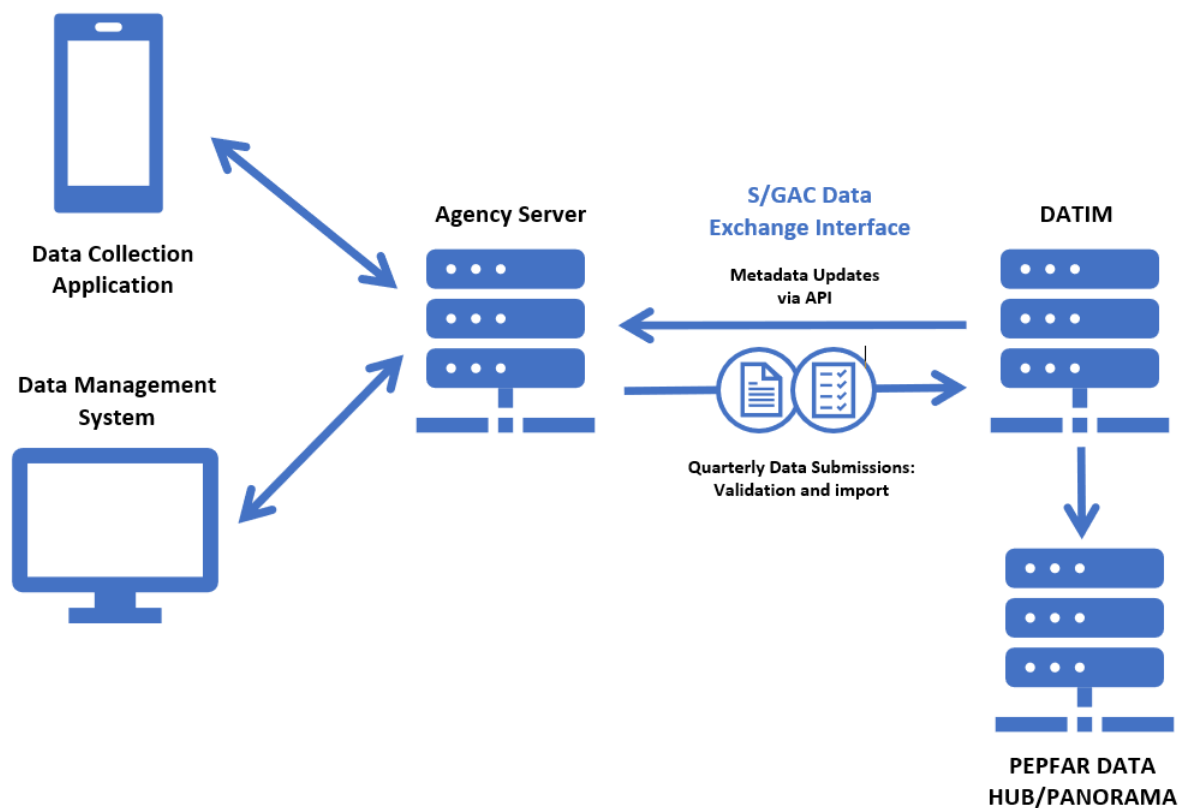 Data Collection
Application
Data Management
System
Agency Server
S/GAC Data
Exchange Interface
Metadata Updates
via API
Quarterly Data Submissions:
Validation and import
DATIM
PEPFAR DATA
HUB/PANORAMA